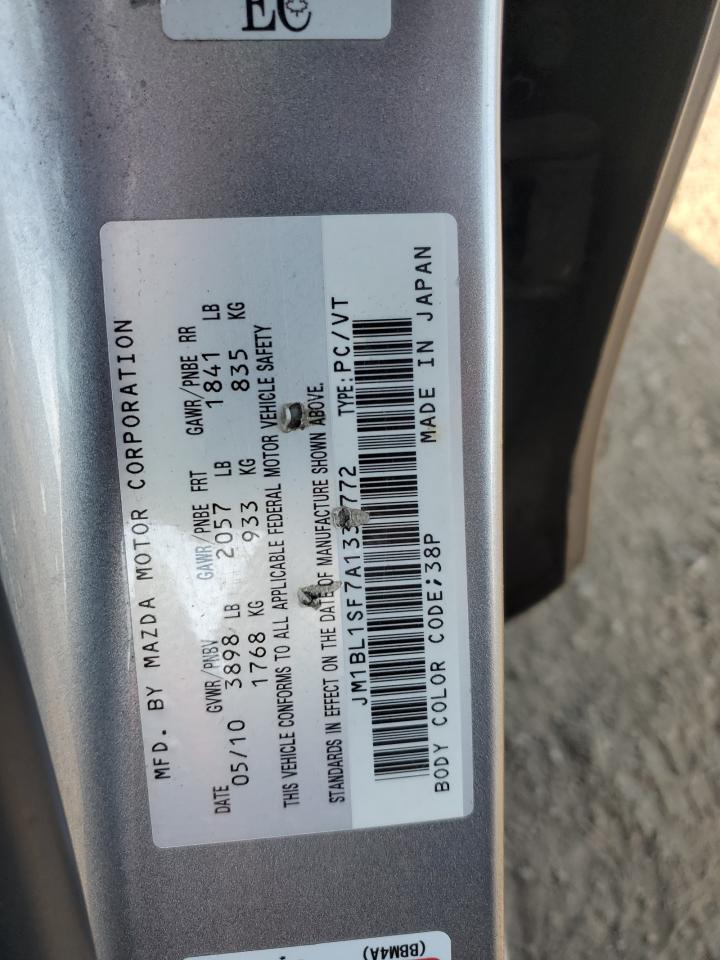 MFD. BY MAZDA MOTOR CORPORATION
DATE GVWR/PNBV GAWR/PNBE FRT GAWR/PNBE RR
05/10 3898 LB 2057 LB 1841 LB
1768 KG 933 KG 835 KG
THIS VEHICLE CONFORMS TO ALL APPLICABLE FEDERAL MOTOR VEHICLE SAFETY
STANDARDS IN EFFECT ON THE DATE OF MANUFACTURE SHOWN ABOVE.
TYPE: PC/VT
BODY COLOR CODE;38P MADE IN JAPAN
EC
(BBM4A)